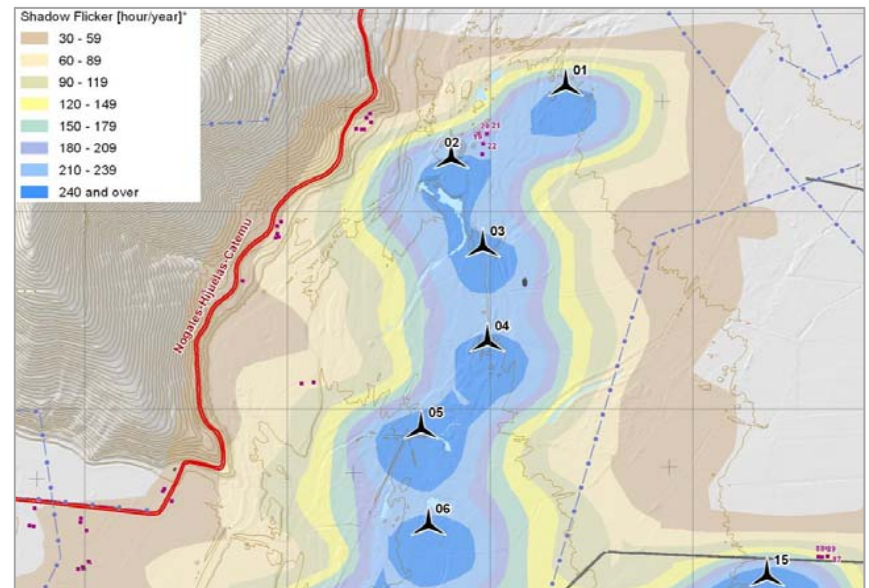 Shadow Flicker [hour/year]*
30 - 59
60 - 89
90 - 119
120 - 149
150 - 179
180 - 209
210 - 239
240 and over
01
02
22
03
Nogales-Hijuelas-Catemu
04
05
06
15